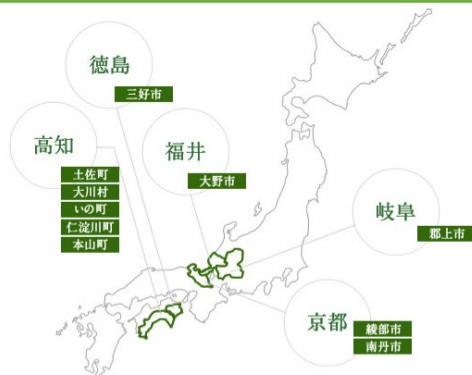 徳島
三好市
高知
土佐町
大川村
いの町
仁淀川町
本山町
福井
大野市
岐阜
郡上市
京都
綾部市
南丹市